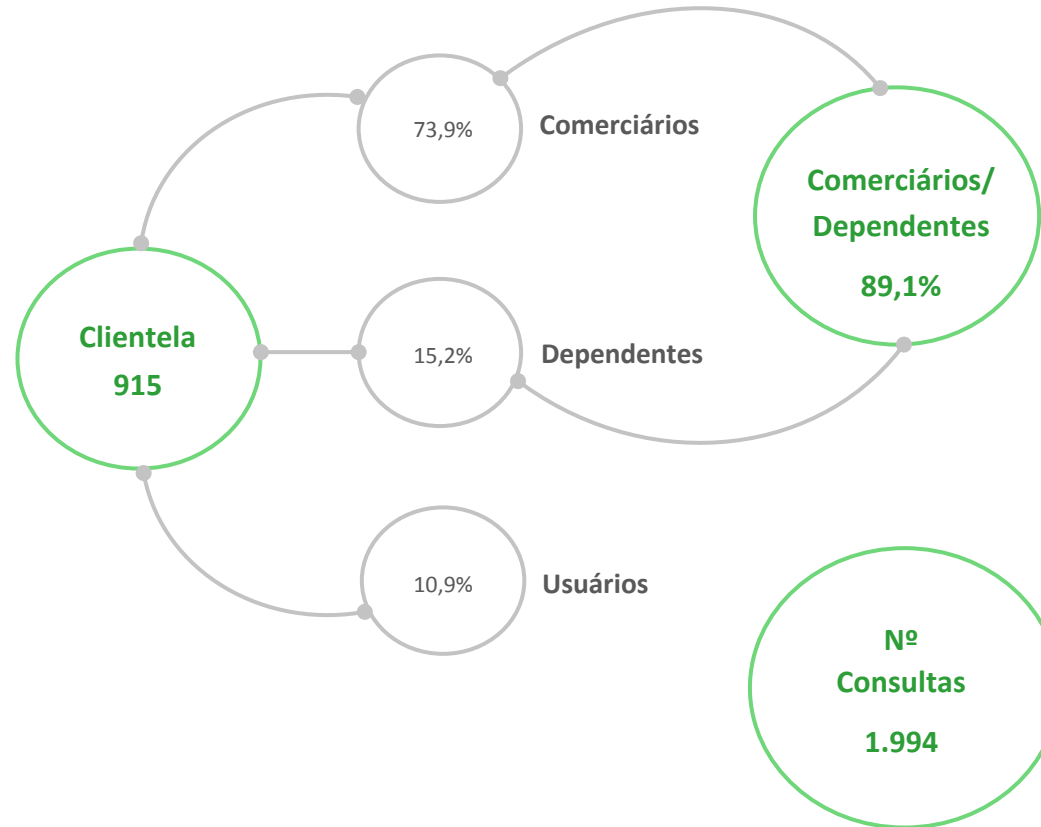 73,9%
Comerciários
Comerciários/
Dependentes
89,1%
Clientela
915
15,2%
Dependentes
10,9%
Usuários
Nº
Consultas
1.994